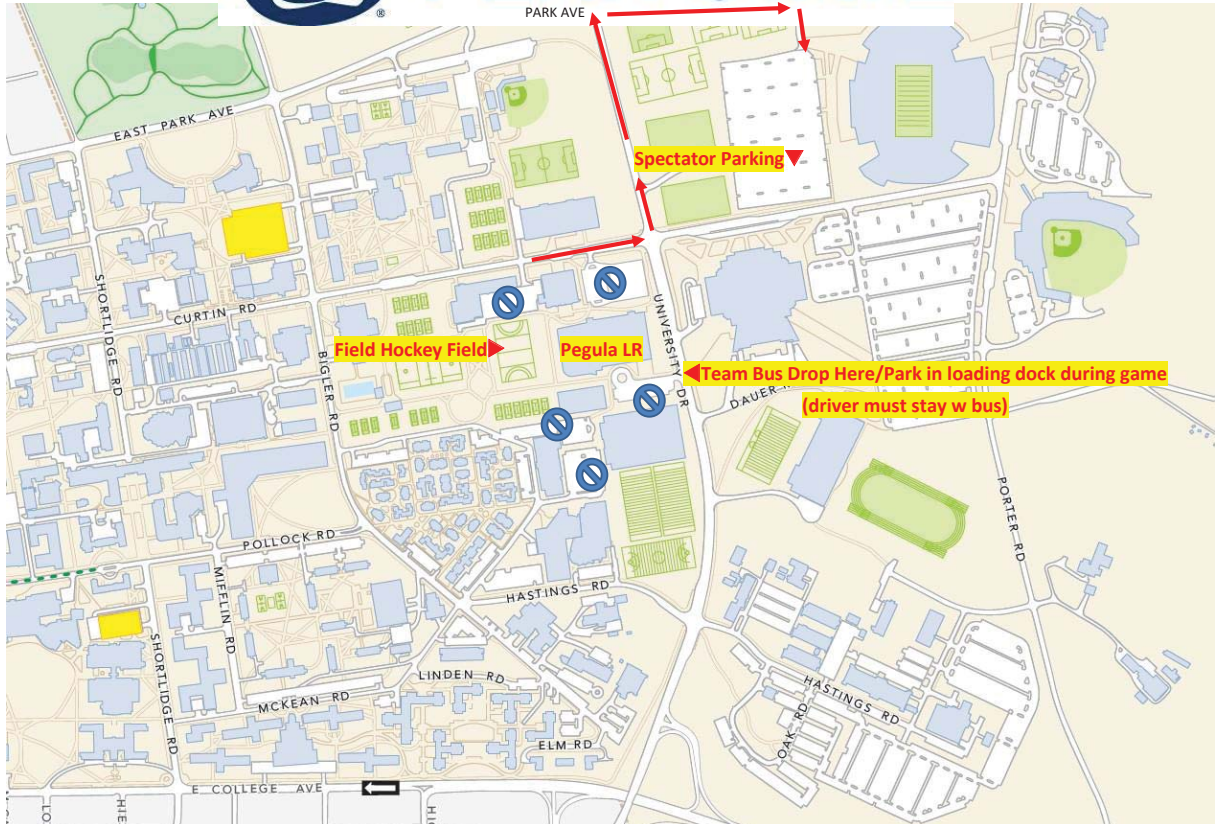 ®
PARK AVE
EAST PARK AVE
Spectator Parking
SHORTLIDGE RD
CURTIN RD
UNIVERSITY DR
BIGLER RD
Field Hockey Field
Pegula LR
Team Bus Drop Here/Park in loading dock during game
(driver must stay w bus)
DAUER
PORTER RD
POLLOCK RD
MIFFLIN RD
HASTINGS RD
SHORTLIDGE RD
LINDEN RD
MCKEAN RD
HASTINGS RD
OAK RD
ELM RD
E COLLEGE AVE